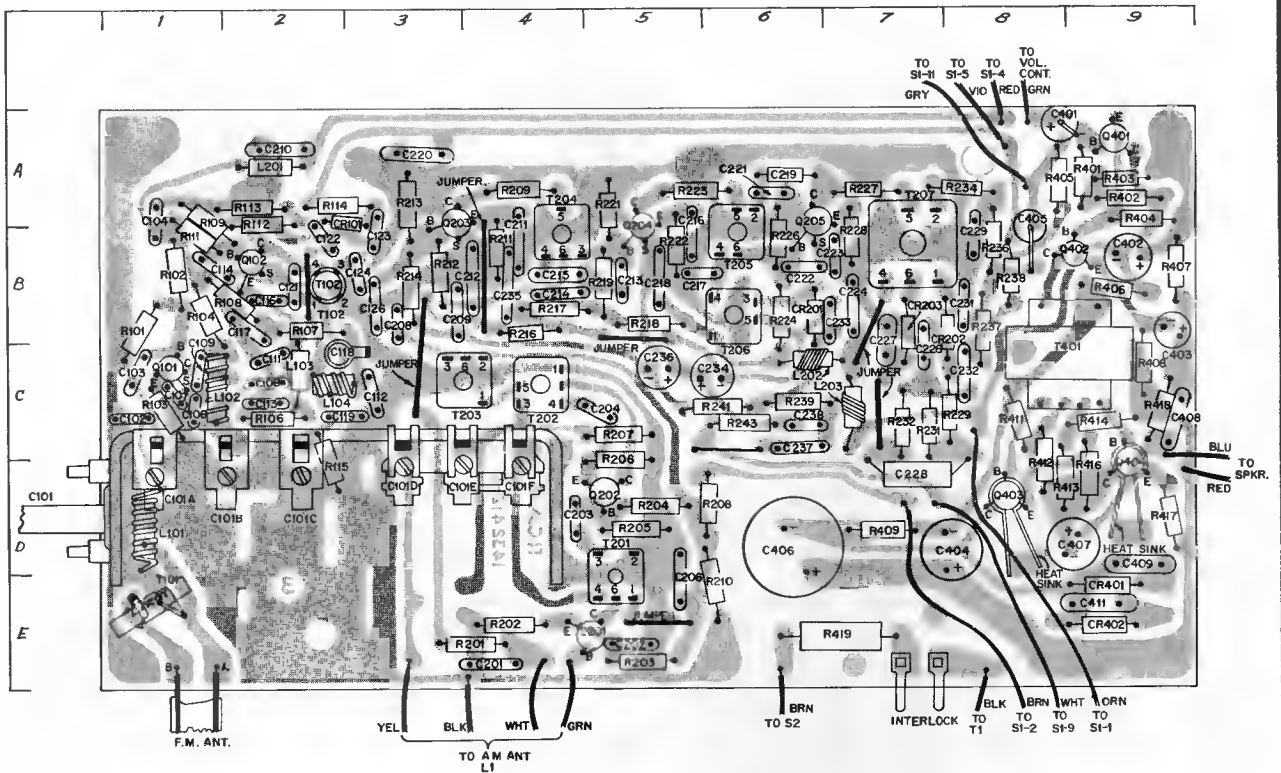 1 2 3 4 5 6 7 8 9
TO S1-11
TO S1-5
TO S1-4
TO VOL. CONT.
GRY
VIO
RED
GRN
A
B
C
D
E
C210
L201
C220
JUMPER
R209
T204
R221
R223
C221
C219
R227
T207
R234
C401
Q401
R405
R401
R403
R402
R404
C104
R109
R113
R112
R111
R114
CR101
C122
C123
R213
Q203
C211
R211
Q204
C216
R222
T205
R226
Q205
R228
C223
C222
C229
R236
C405
R238
Q402
C402
R407
R406
R102
C114
Q102
C121
T102
T102
C124
C126
R214
R212
C212
C215
C214
R219
C213
C218
C217
C224
C231
R101
R104
R108
C117
R107
C208
C209
C235
R217
R216
R218
T206
R224
CR201
C233
C227
CR203
C226
CR202
R237
T401
C403
R408
C103
Q101
C109
C111
L103
C118
JUMPER
JUMPER
C236
C234
L202
L203
JUMPER
C232
R103
C107
C108
L102
C113
L104
C112
T203
T202
C102
R106
C119
C204
R241
R243
R239
C238
R232
R231
R229
R411
R414
R418
C408
R115
R207
R206
C237
C228
R412
R413
R416
Q404
BLU
TO SPKR.
RED
C101
C101A
L101
C101B
C101C
C101D
C101E
C101F
Q202
C203
R204
R205
R208
C406
R409
C404
Q403
C407
R417
T201
C206
R210
HEAT SINK
HEAT SINK
C409
CR401
C411
CR402
T101
R202
R201
C201
JUMPER
R203
R419
B
A
F.M. ANT.
YEL
BLK
WHT
GRN
TO AM ANT L1
BRN
TO S2
INTERLOCK
BLK
TO T1
BRN
TO S1-2
WHT
TO S1-9
ORN
TO S1-1